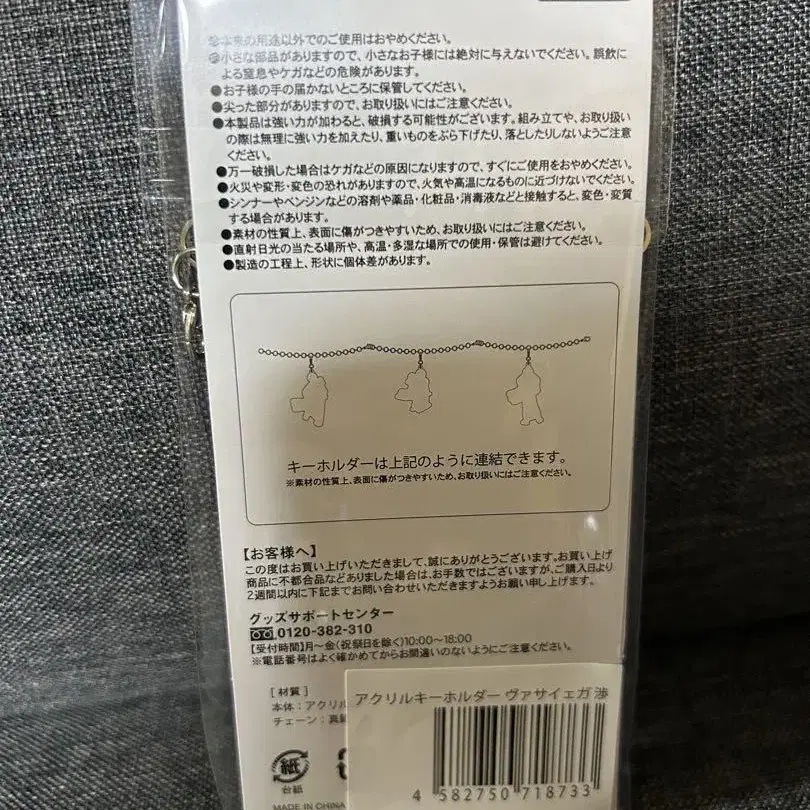 ●本来の用途以外でのご使用はおやめください。
●小さな部品がありますので、小さなお子様には絶対に与えないでください。誤飲に
よる窒息やケガなどの危険があります。
●お子様の手の届かないところに保管してください。
●尖った部分がありますので、お取り扱いにはご注意ください。
●本製品は強い力が加わると、破損する可能性がございます。組み立てや、お取り扱い
の際は無理に強い力を加えたり、重いものをぶら下げたり、落としたりしないようご注意
ください。
●万一破損した場合はケガなどの原因になりますので、すぐにご使用をおやめください。
●火災や変形・変色の恐れがありますので、火気や高温になるものに近づけないでください。
●シンナーやベンジンなどの溶剤や薬品・化粧品・消毒液などと接触すると、変色・変質
する場合があります。
●素材の性質上、表面に傷がつきやすいため、お取り扱いにはご注意ください。
●直射日光の当たる場所や、高温・多湿な場所での使用・保管は避けてください。
●製造の工程上、形状に個体差があります。
キーホルダーは上記のように連結できます。
※素材の性質上、表面に傷がつきやすいため、お取り扱いにはご注意ください。
【お客様へ】
この度はお買い上げいただきまして、誠にありがとうございます。お買い上げ
商品に不都合品などありました場合は、お手数ではございますが、ご購入日より
2週間以内に下記までお問い合わせいただきますようお願い申し上げます。
グッズサポートセンター
0120-382-310
【受付時間】月〜金(祝祭日を除く)10:00〜18:00
※電話番号はよく確かめてからお間違いのないようにご注意ください。
[材質]
本体:アクリル
チェーン:真鍮
アクリルキーホルダー ヴァサイェガ 渉
4 582750 718733
紙
台紙
MADE IN CHINA